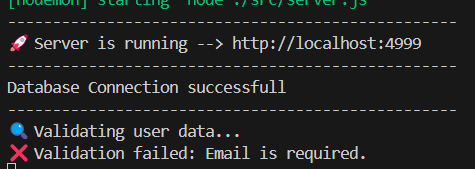 [nodemon] starting `node ./src/server.js`
--------------------------------------------------
🚀 Server is running --> http://localhost:4999
--------------------------------------------------
Database Connection successfull
--------------------------------------------------
🔍 Validating user data...
❌ Validation failed: Email is required.